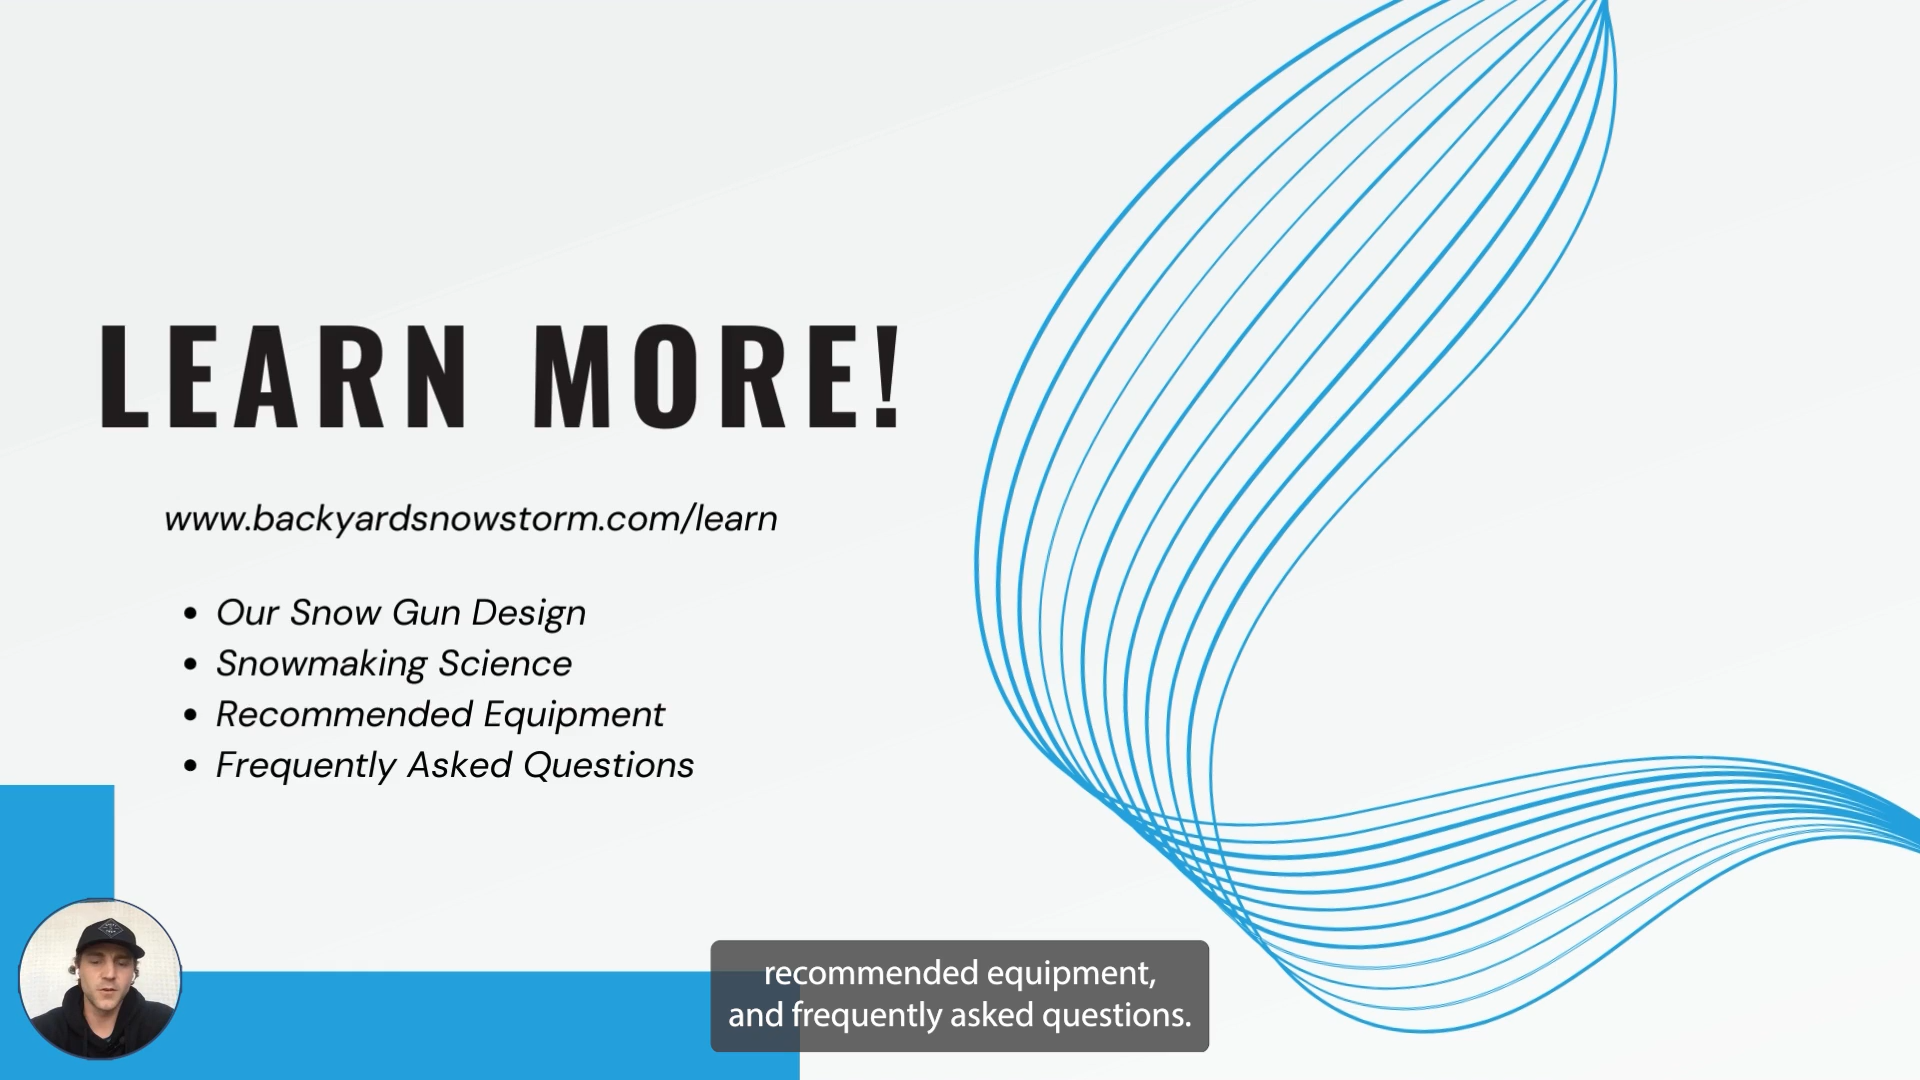 LEARN MORE!
www.backyardsnowstorm.com/learn
• Our Snow Gun Design
• Snowmaking Science
• Recommended Equipment
• Frequently Asked Questions
recommended equipment,
and frequently asked questions.